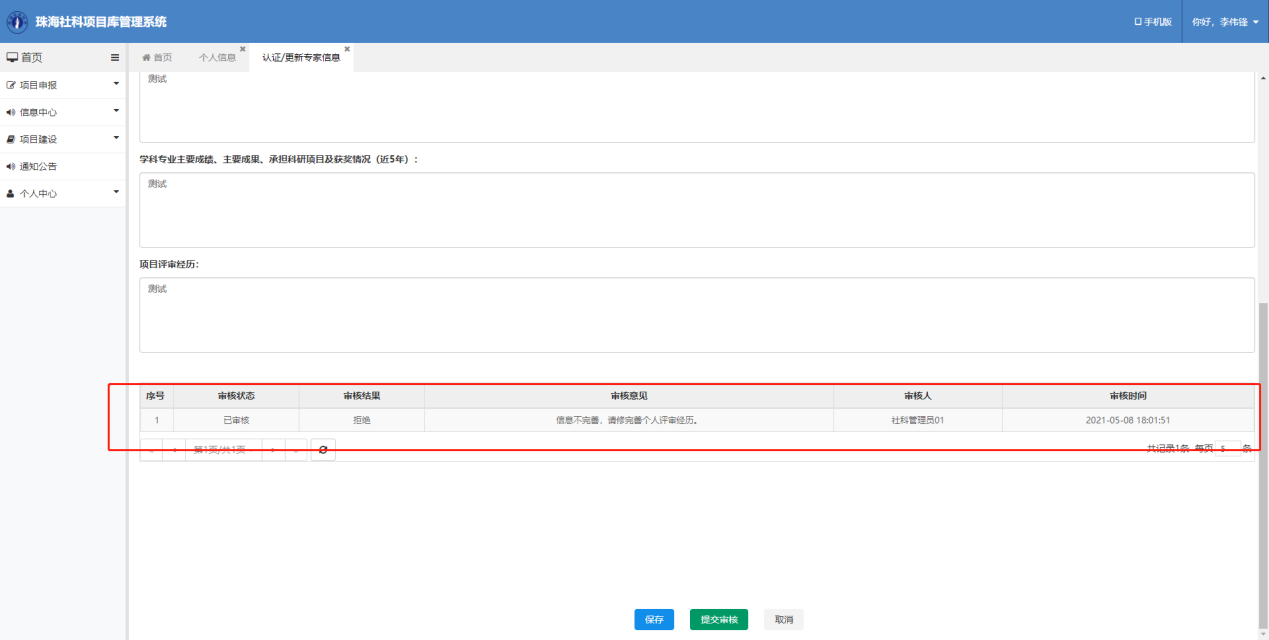 珠海社科项目库管理系统
手机版
你好，李伟锋
首页
首页
个人信息
认证/更新专家信息
项目申报
信息中心
项目建设
通知公告
个人中心
测试
学科专业主要成绩、主要成果、承担科研项目及获奖情况（近5年）：
测试
项目评审经历：
测试
序号 审核状态 审核结果 审核意见 审核人 审核时间
1 已审核 拒绝 信息不完善，请修完善个人评审经历。 社科管理员01 2021-05-08 18:01:51
第1页/共1页 共记录1条 每页 5 条
保存 提交审核 取消